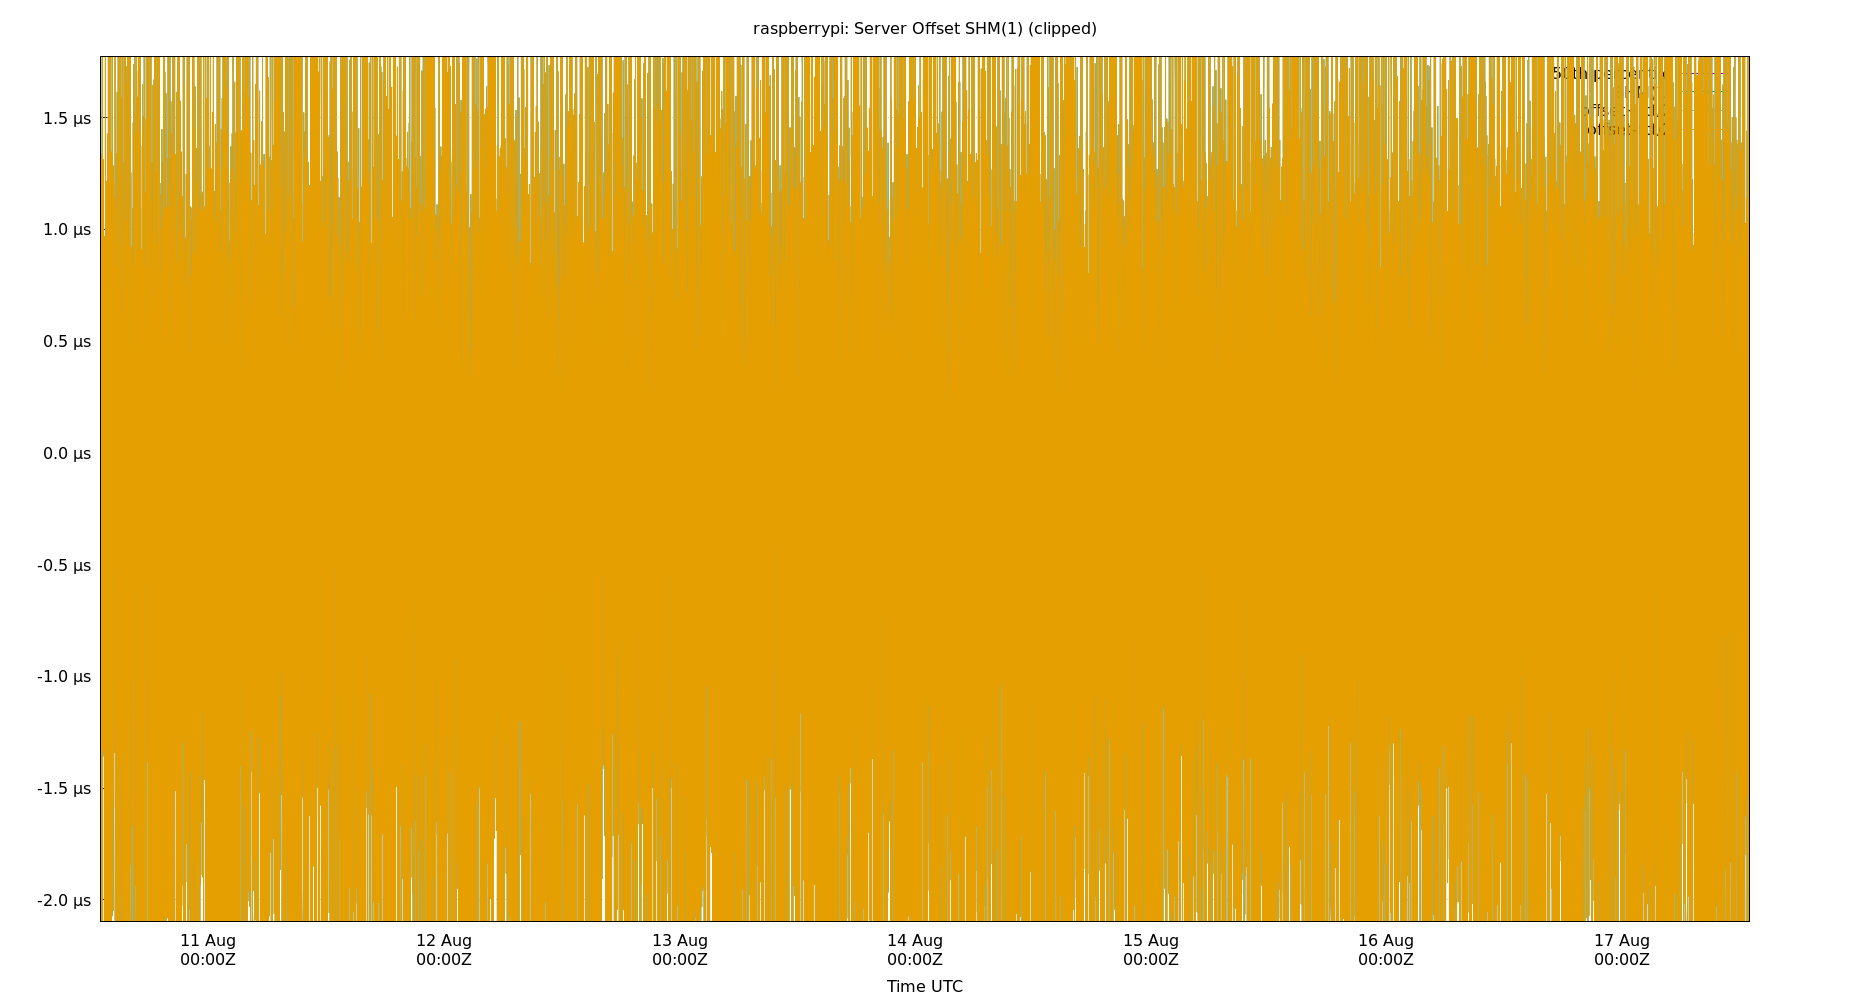 raspberrypi: Server Offset SHM(1) (clipped)
1.5 µs
1.0 µs
0.5 µs
0.0 µs
-0.5 µs
-1.0 µs
-1.5 µs
-2.0 µs
11 Aug 12 Aug 13 Aug 14 Aug 15 Aug 16 Aug 17 Aug
00:00Z 00:00Z 00:00Z 00:00Z 00:00Z 00:00Z 00:00Z
Time UTC